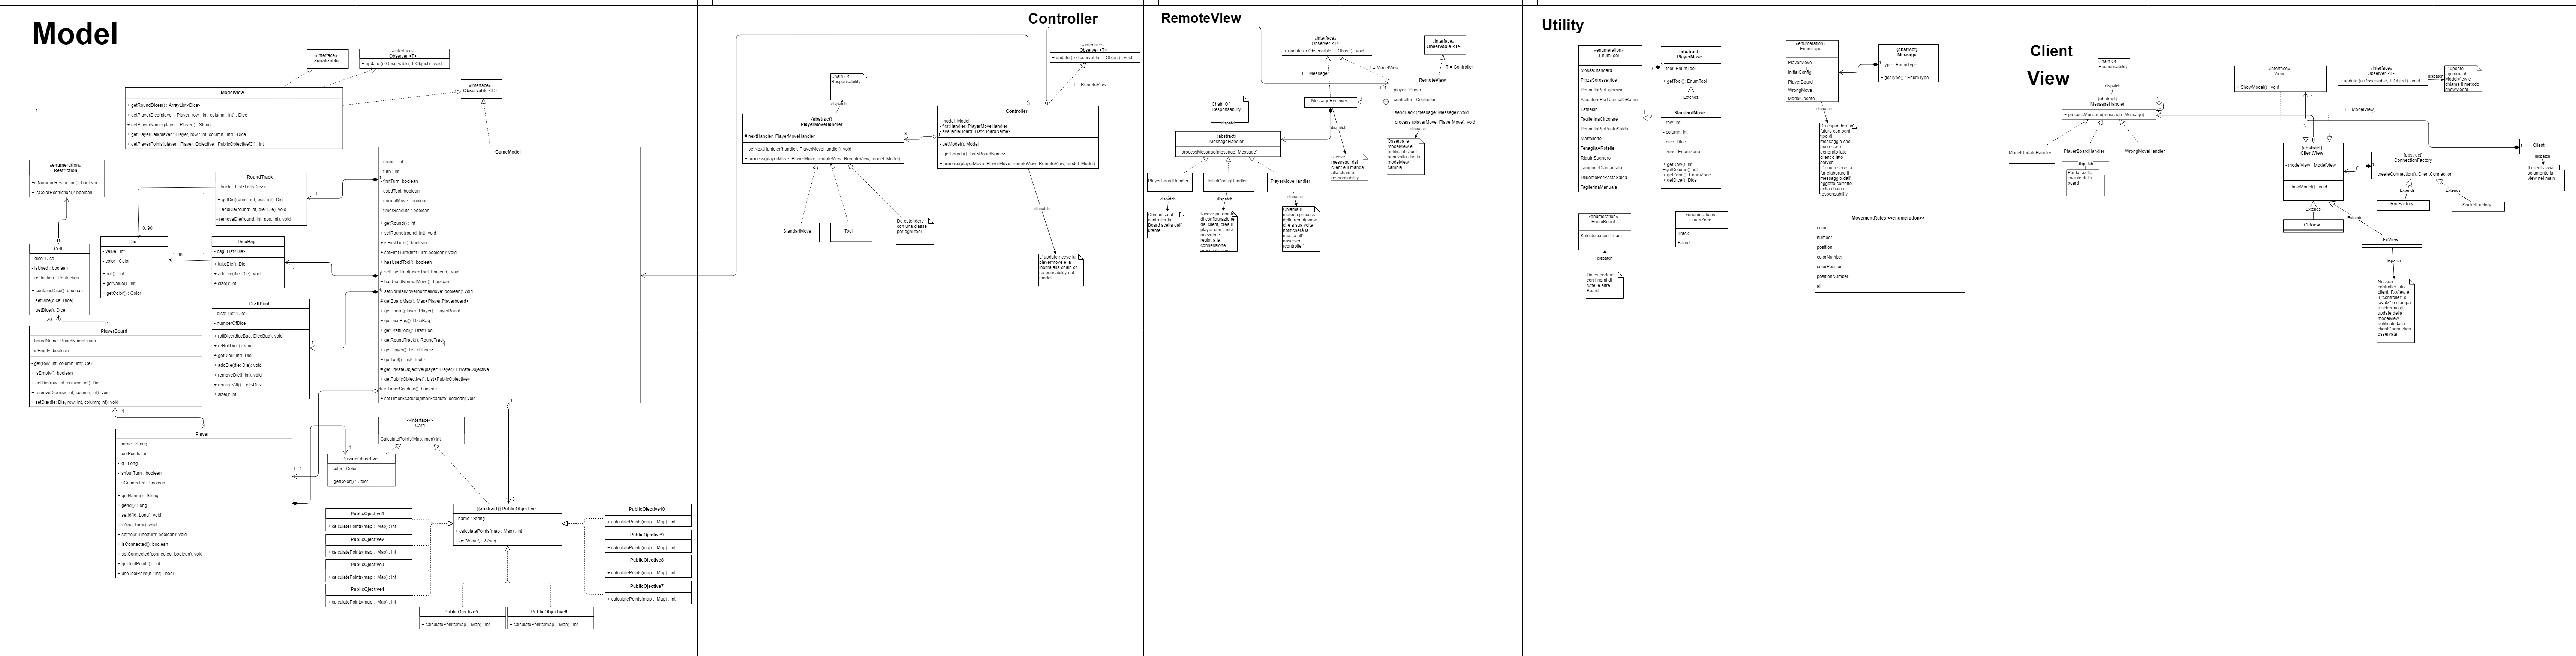 Model
«interface»
Serializable
«interface»
Observer <T>
+ update (o Observable, T Object) : void
«interface»
Observable <T>
ModelView
+ getRoundDices() : ArrayList<Dice>
+ getPlayerDice(player : Player, row : int, column : int) : Dice
+ getPlayerName(player : Player ) : String
+ getPlayerCell(player : Player, row : int, column : int) : Dice
+ getPlayerPoints(player : Player, Objective : PublicObjective[3]) : int
«enumeration»
Restriction
+isNumericRestriction(): boolean
+ isColorRestriction(): boolean
1
RoundTrack
- tracks: List<List<Die>>
+ getDie(round: int, pos: int): Die
+ addDie(round: int, die: Die): void
- removeDie(round: int, pos: int): void
1
1
0..90
Cell
- dice: Dice
- isUsed : boolean
- restriction : Restriction
+ containsDice(): boolean
+ setDice(dice: Dice)
+ getDice(): Dice
20
Die
- value : int
- color : Color
+ roll() : int
+ getValue() : int
+ getColor() : Color
1..90
1
DiceBag
- bag: List<Die>
+ takeDie(): Die
+ addDie(die: Die): void
+ size(): int
1
DraftPool
- dice: List<Die>
- numberOfDice
+ rollDice(diceBag: DiceBag): void
+ reRollDice(): void
+ getDie(i: int): Die
+ addDie(die: Die): void
+ removeDie(i: int): void
+ removeAll(): List<Die>
+ size(): int
1
PlayerBoard
- boardName: BoardNameEnum
- isEmpty: boolean
- get(row: int, column: int): Cell
+ isEmpty(): boolean
+ getDie(row: int, column: int): Die
+ removeDie(row: int, column: int): void
+ setDie(die: Die, row: int, column, int): void
1
GameModel
- round : int
- turn : int
- firstTurn : boolean
- usedTool : boolean
- normalMove : boolean
- timerScaduto : boolean
+ getRound() : int
+ setRound(round: int): void
+ isFirstTurn(): boolean
+ setFirstTurn(firstTurn: boolean): void
+ hasUsedTool(): boolean
+ setUsedTool(usedTool: boolean): void
+ hasUsedNormalMove(): boolean
+ setNormalMove(normalMove: boolean): void
# getBoardMap(): Map<Player,Playerboard>
+ getBoard(player: Player): PlayerBoard
+ getDiceBag(): DiceBag
+ getDraftPool(): DraftPool
+ getRoundTrack(): RoundTrack
+ getPlayer(): List<Player>
+ getTool(): List<Tool>
# getPrivateObjective(player: Player): PrivateObjective
+ getPublicObjective(): List<PublicObjective>
+ isTimerScaduto(): boolean
+ setTimerScaduto(timerScaduto: boolean):void
1
Player
- name : String
- toolPoints : int
- id : Long
- isYourTurn : boolean
- isConnected : boolean
+ getName() : String
+ getId(): Long
+ setId(id: Long): void
+ isYourTurn(): void
+ setYourTune(turn: boolean): void
+ isConnected(): boolean
+ setConnected(connected: boolean): void
+ getToolPoints() : int
+ useToolPoint(n : int) : bool
1..4
<<interface>>
Card
CalculatePoints(Map: map) int
1
PrivateObjective
- color : Color
+ getColor() : Color
3
{(abstract)} PublicObjective
- name : String
+ calculatePoints(map : Map) : int
+ getName() : String
PublicOjective1
+ calculatePoints(map : Map) : int
PublicOjective2
+ calculatePoints(map : Map) : int
PublicOjective3
+ calculatePoints(map : Map) : int
PublicOjective4
+ calculatePoints(map : Map) : int
PublicObjective10
+ calculatePoints(map : Map) : int
PublicObjective9
+ calculatePoints(map : Map) : int
PublicObjective8
+ calculatePoints(map : Map) : int
PublicObjective7
+ calculatePoints(map : Map) : int
PublicOjective5
+ calculatePoints(map : Map) : int
PublicObjective6
+ calculatePoints(map : Map) : int
Controller
«interface»
Observer <T>
+ update (o Observable, T Object) : void
T = RemoteView
Chain Of
Responsability
dispatch
{abstract}
PlayerMoveHandler
# nectHandler: PlayerMoveHandler
+ setNextHandler(handler: PlayerMoveHandler): void
+ process(playerMove: PlayerMove, remoteView: RemoteView, model: Model)
Controller
- model: Model
- firstHandler: PlayerMoveHandler
- availableBoard: List<BoardName>
- getModel(): Model
+ getBoards(): List<BoardName>
+ process(playerMove: PlayerMove, remoteView: RemoteView, model: Model)
StandartMove
Tool1
Da estendere
con una classe
per ogni tool
dispatch
L' update riceve la
playermove e la
inoltra alla chain of
responsability del
model
RemoteView
«interface»
Observer <T>
+ update (o Observable, T Object) : void
«interface»
Observable <T>
T = ModelView
T = Message
T = Controller
RemoteView
- player: Player
- controller : Controller
+ sendBack (message: Message): void
+ process (playerMove: PlayerMove): void
1..4
MessageReceiver
1
Chain Of
Responsability
dispatch
{(abstract)
MessageHandler
+ processMessage(message: Message)
PlayerBoardHandler
InitialConfigHandler
PlayerMoveHandler
dispatch
Comunica al
controller la
Board scelta dall'
utente
dispatch
Riceve parametri
di configurazione
dal client, crea il
player con il nick
ricevuto e
registra la
connessione
presso il server
dispatch
Chiama il
metodo process
della remoteview
che a sua volta
notificherà la
mossa all'
observer
(controller)
dispatch
Riceve
messaggi dal
client e li manda
alla chain of
responsability
dispatch
Osserva la
modelview e
notifica il client
ogni volta che la
modelview
cambia
Utility
«enumeration»
EnumTool
MossaStandard
PinzaSgrossatrice
PennelloPerEglomise
AlesatorePerLaminaDiRame
Lathekin
TaglierinaCircolare
PennelloPerPastaSalda
Martelletto
TenagliaARotelle
RigaInSughero
TamponeDiamantato
DiluentePerPastaSalda
TaglierinaManuale
{abstract}
PlayerMove
tool: EnumTool
+ getTool(): EnumTool
1
Extends
StandardMove
- row: int
- column: int
- dice: Dice
- zone: EnumZone
+ getRow(): int
+getColumn(): int
+ getZone(): EnumZone
+ getDice(): Dice
«enumeration»
EnumType
PlayerMove
InitialConfig
PlayerBoard
WrongMove
ModelUpdate
{abstract}
Message
type: EnumType
+ getType() : EnumType
dispatch
Da espandere in
futuro con ogni
tipo di
messaggio che
può essere
generato lato
client o lato
server
L' enum serve a
far elaborare il
messaggio dall'
oggetto corretto
della chain of
responsability
«enumeration»
EnumBoard
KaleidoscopicDream
dispatch
Da estendere
con i nomi di
tutte le altre
Board
«enumeration»
EnumZone
Track
Board
MovementRules <<enumeration>>
color
number
position
colorNumber
colorPosition
positionNumber
all
Client
View
Chain Of
Responsability
dispatch
{abstract)
MessageHandler
+ processMessage(message: Message)
1
ModelUpdateHandler
PlayerBoardHandler
WrongMoveHandler
dispatch
Per la scelta
iniziale della
board
«interface»
View
+ ShowModel() : void
«interface»
Observer <T>
+ update (o Observable, T Object) : void
dispatch
L' update
aggiorna il
ModelView e
chiama il metodo
showModel
T = ModelView
1
{abstract}
ClientView
- modelView : ModelView
+ showModel() : void
{abstract)
ConnectionFactory
+ createConnection() :ClientConnection
Extends
RmiFactory
Extends
SocketFactory
Client
dispatch
Il client avvia
solamente la
view nel main
Extends
CliView
Extends
FxView
dispatch
Nessun
controller lato
client, FxView è
il "controller" di
javafx" e stampa
a schermo gli
update della
modelview
notificati dalla
clientConnection
osservata